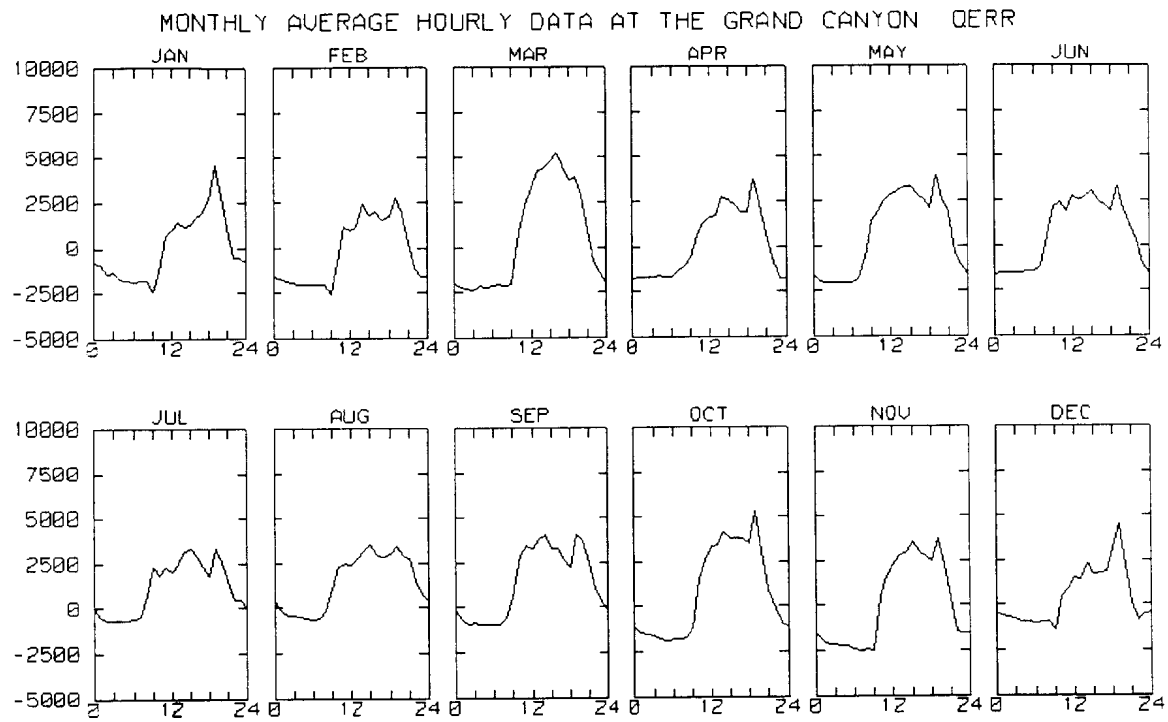 MONTHLY AVERAGE HOURLY DATA AT THE GRAND CANYON QERR
JAN FEB MAR APR MAY JUN
10000
7500
5000
2500
0
-2500
-5000
0 12 24 0 12 24 0 12 24 0 12 24 0 12 24 0 12 24
JUL AUG SEP OCT NOV DEC
10000
7500
5000
2500
0
-2500
-5000
0 12 24 0 12 24 0 12 24 0 12 24 0 12 24 0 12 24